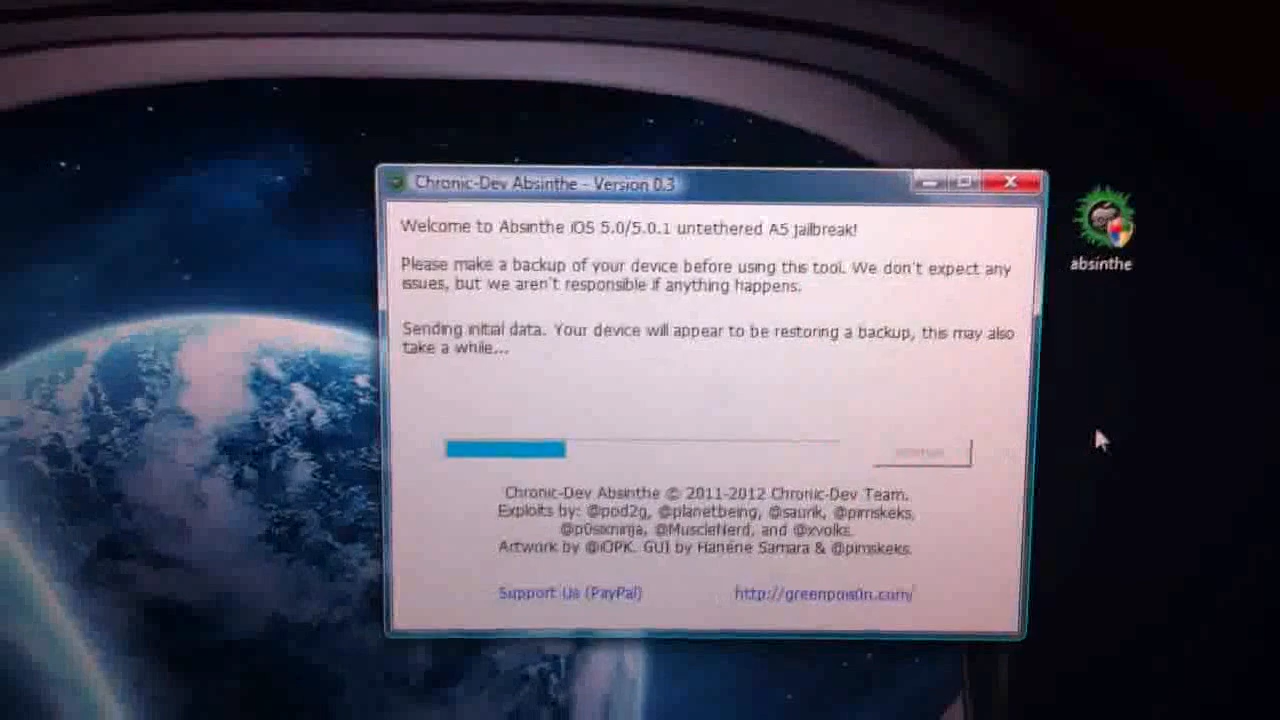 Chronic-Dev Absinthe - Version 0.3
Welcome to Absinthe iOS 5.0/5.0.1 untethered A5 jailbreak!
Please make a backup of your device before using this tool. We don't expect any
issues, but we aren't responsible if anything happens.
Sending initial data. Your device will appear to be restoring a backup, this may also
take a while...
Chronic-Dev Absinthe © 2011-2012 Chronic-Dev Team.
Exploits by: @pod2g, @planetbeing, @saurik, @pimskeks,
@p0sixninja, @MuscleNerd, and @xvolks.
Artwork by @iOPK. GUI by Hanéne Samara & @pimskeks.
Support Us (PayPal)
http://greenpois0n.com/
absinthe